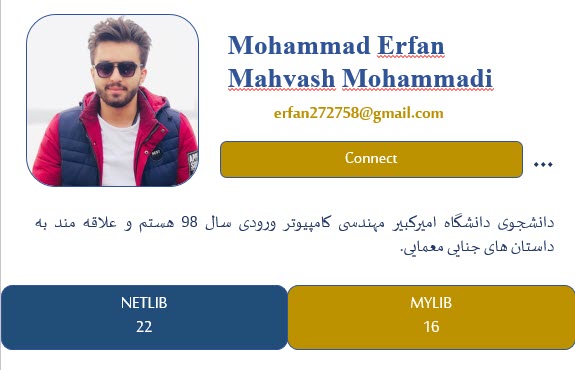 Mohammad Erfan
Mahvash Mohammadi
erfan272758@gmail.com
Connect
...
دانشجوی دانشگاه امیرکبیر مهندسی کامپیوتر ورودی سال 98 هستم و علاقه مند به
داستان های جنایی معمایی.
NETLIB
22
MYLIB
16